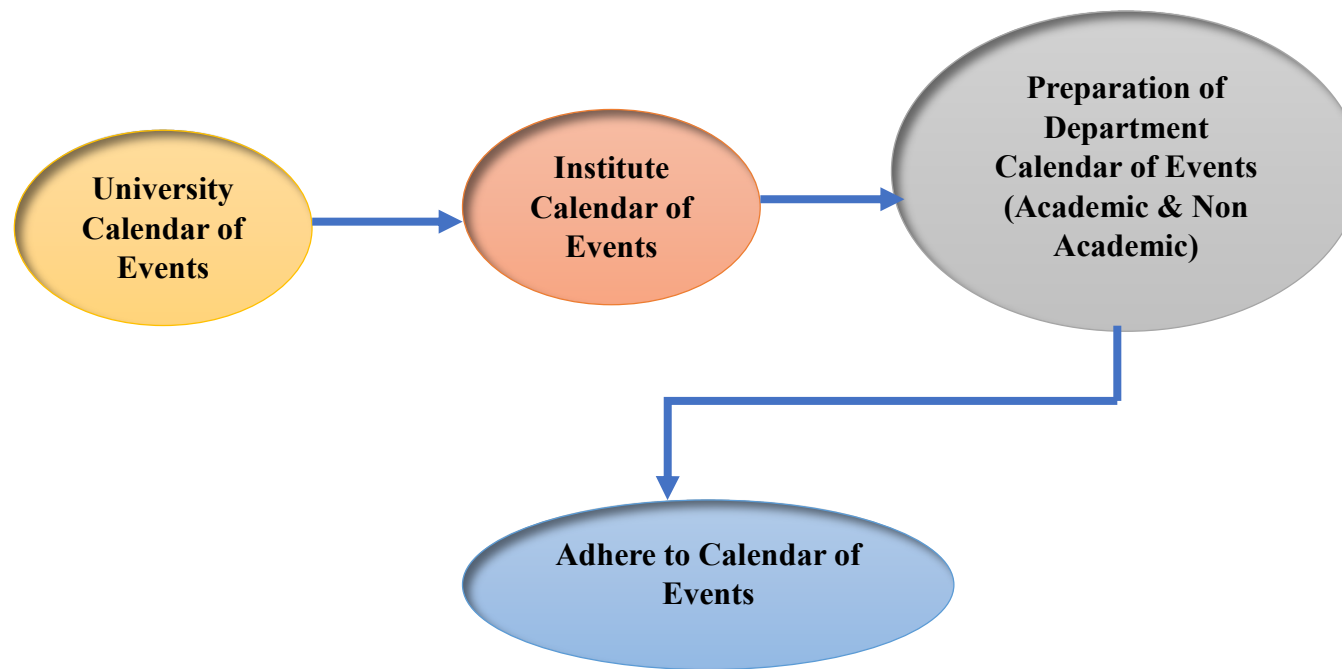 University
Calendar of
Events
Institute
Calendar of
Events
Preparation of
Department
Calendar of Events
(Academic & Non
Academic)
Adhere to Calendar of
Events